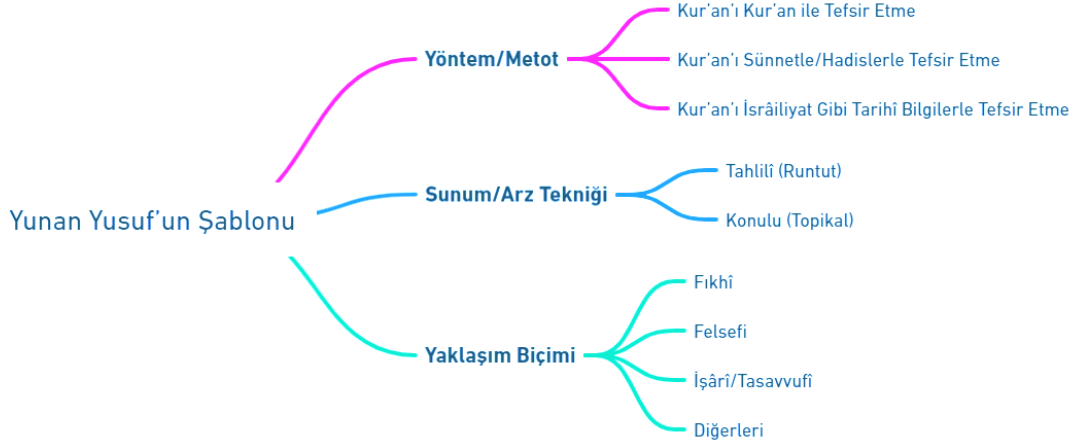 Yunan Yusuf’un Şablonu
Yöntem/Metot
Kur’an’ı Kur’an ile Tefsir Etme
Kur’an’ı Sünnetle/Hadislerle Tefsir Etme
Kur’an’ı İsrâiliyat Gibi Tarihî Bilgilerle Tefsir Etme
Sunum/Arz Tekniği
Tahlilî (Runtut)
Konulu (Topikal)
Yaklaşım Biçimi
Fıkhî
Felsefi
İşârî/Tasavvufî
Diğerleri